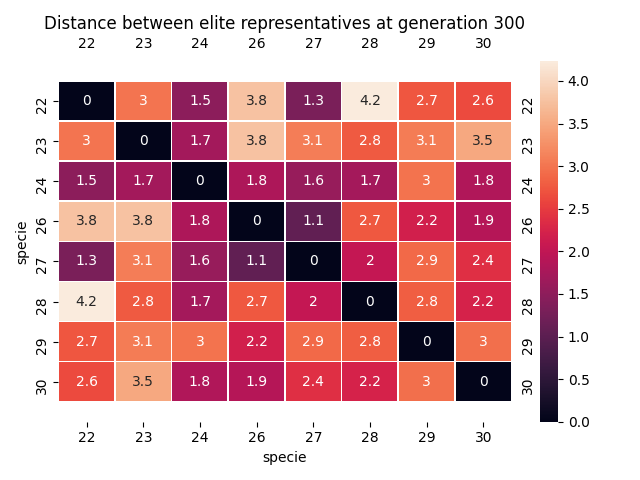 Distance between elite representatives at generation 300
22 23 24 26 27 28 29 30
22 0 3 1.5 3.8 1.3 4.2 2.7 2.6 22
23 3 0 1.7 3.8 3.1 2.8 3.1 3.5 23
24 1.5 1.7 0 1.8 1.6 1.7 3 1.8 24
26 3.8 3.8 1.8 0 1.1 2.7 2.2 1.9 26
27 1.3 3.1 1.6 1.1 0 2 2.9 2.4 27
28 4.2 2.8 1.7 2.7 2 0 2.8 2.2 28
29 2.7 3.1 3 2.2 2.9 2.8 0 3 29
30 2.6 3.5 1.8 1.9 2.4 2.2 3 0 30
22 23 24 26 27 28 29 30
specie
specie
4.0
3.5
3.0
2.5
2.0
1.5
1.0
0.5
0.0